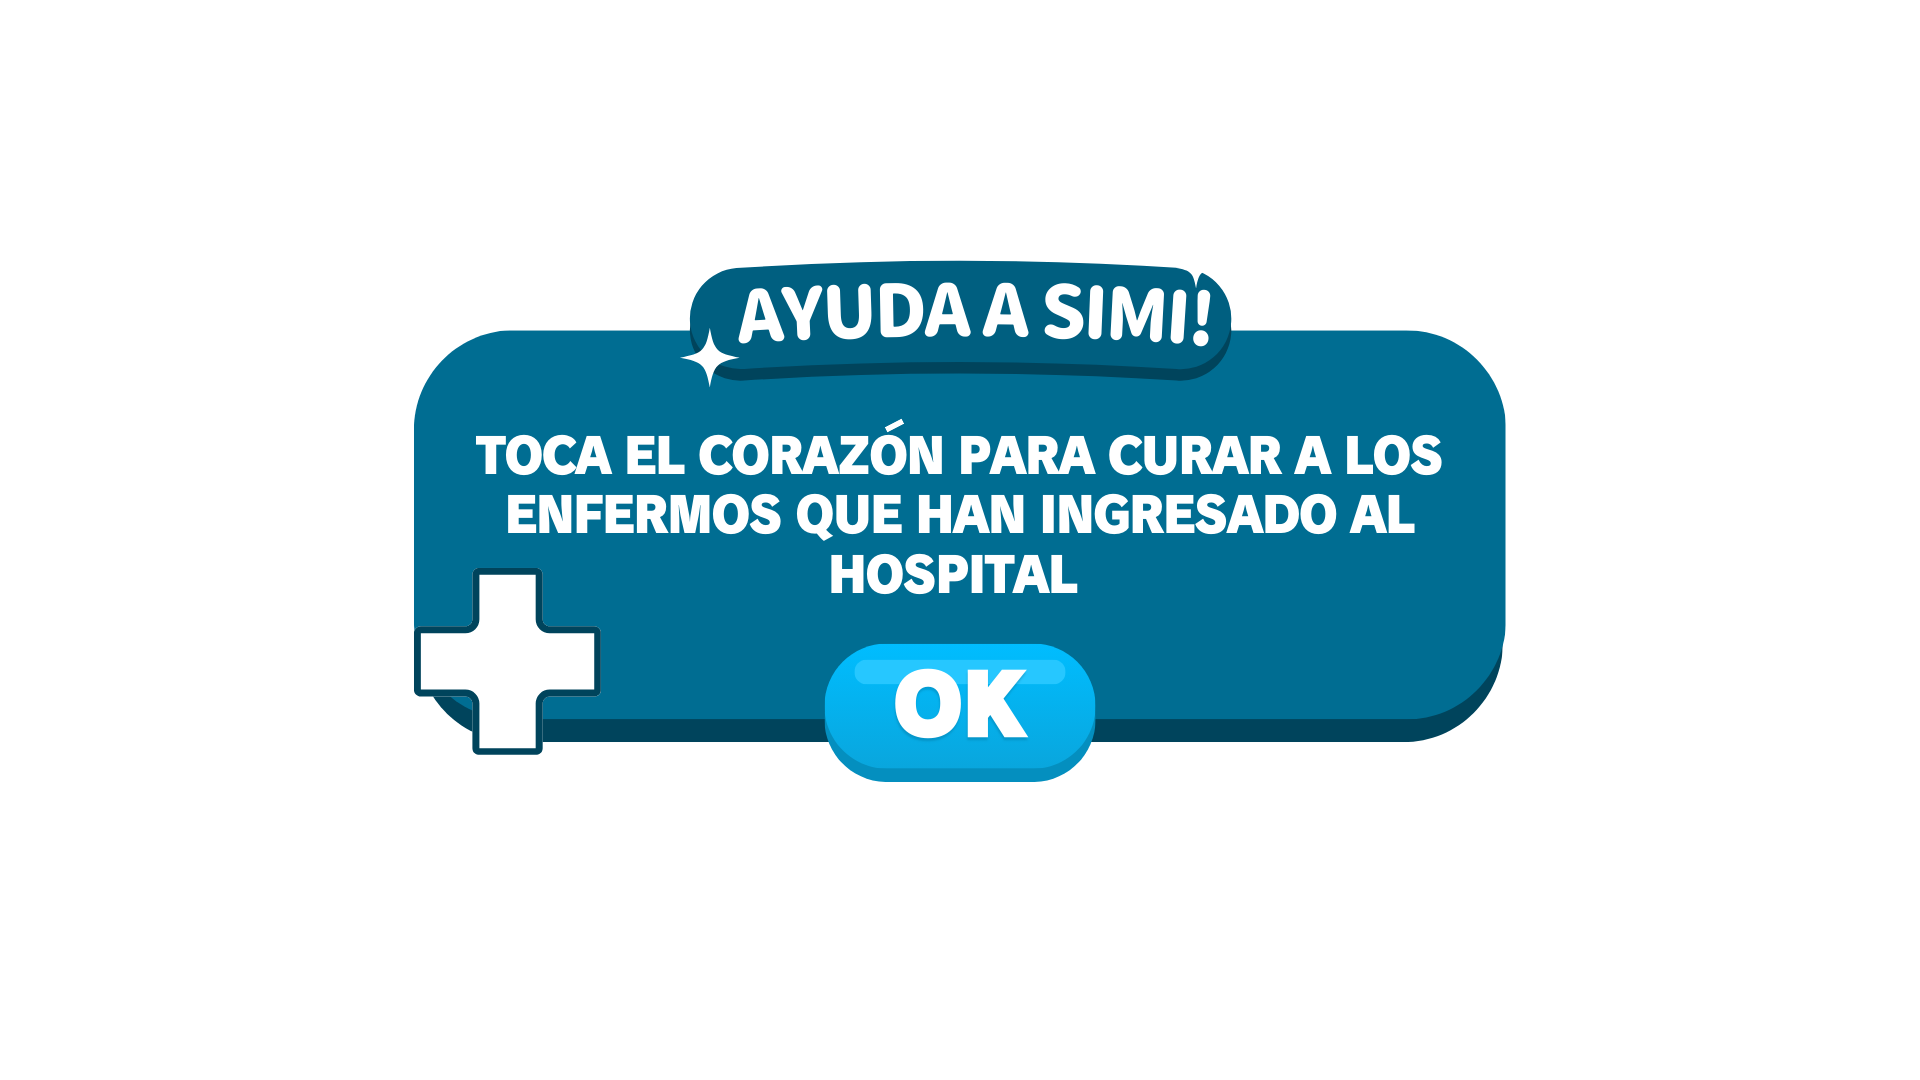 AYUDA A SIMI!
TOCA EL CORAZÓN PARA CURAR A LOS
ENFERMOS QUE HAN INGRESADO AL
HOSPITAL
OK